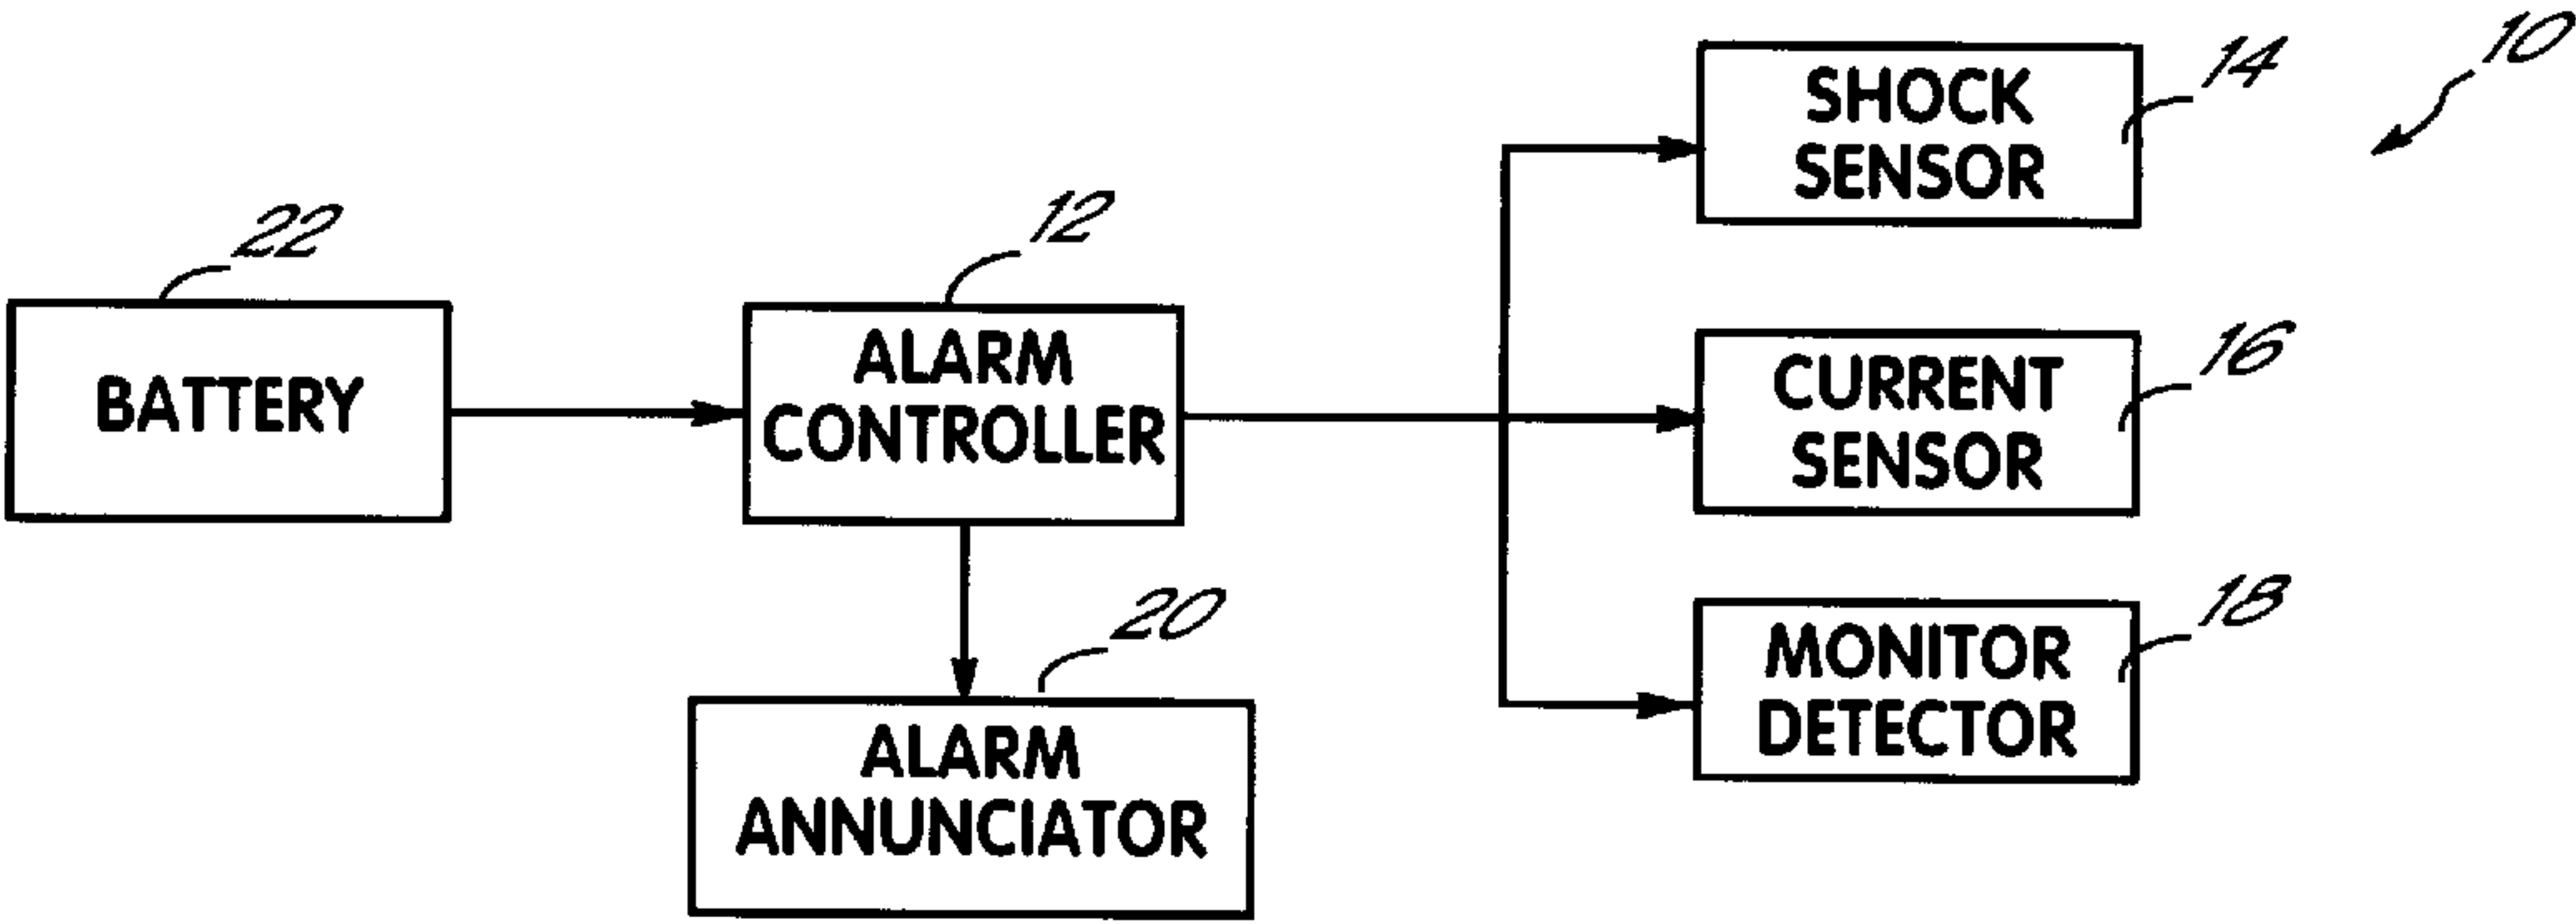 10
14
SHOCK
SENSOR
22
12
BATTERY
ALARM
CONTROLLER
16
CURRENT
SENSOR
20
ALARM
ANNUNCIATOR
18
MONITOR
DETECTOR